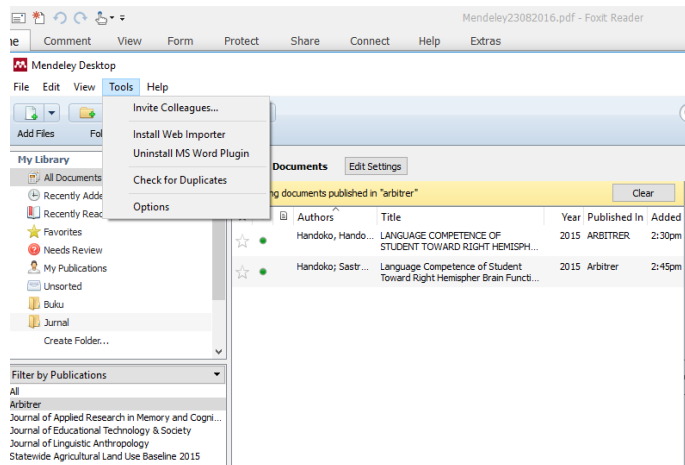 Mendeley23082016.pdf - Foxit Reader
Comment View Form Protect Share Connect Help Extras
Mendeley Desktop
File Edit View Tools Help
Invite Colleagues...
Install Web Importer
Uninstall MS Word Plugin
Check for Duplicates
Options
Add Files
My Library
All Documents
Recently Adde
Recently Read
Favorites
Needs Review
My Publications
Unsorted
Buku
Jurnal
Create Folder...
Filter by Publications
All
Arbitrer
Journal of Applied Research in Memory and Cogni...
Journal of Educational Technology & Society
Journal of Linguistic Anthropology
Statewide Agricultural Land Use Baseline 2015
Documents Edit Settings
documents published in "arbitrer" Clear
Authors Title Year Published In Added
Handoko, Hando... LANGUAGE COMPETENCE OF 2015 ARBITRER 2:30pm
STUDENT TOWARD RIGHT HEMISPH...
Handoko; Sastr... Language Competence of Student 2015 Arbitrer 2:45pm
Toward Right Hemispher Brain Functi...